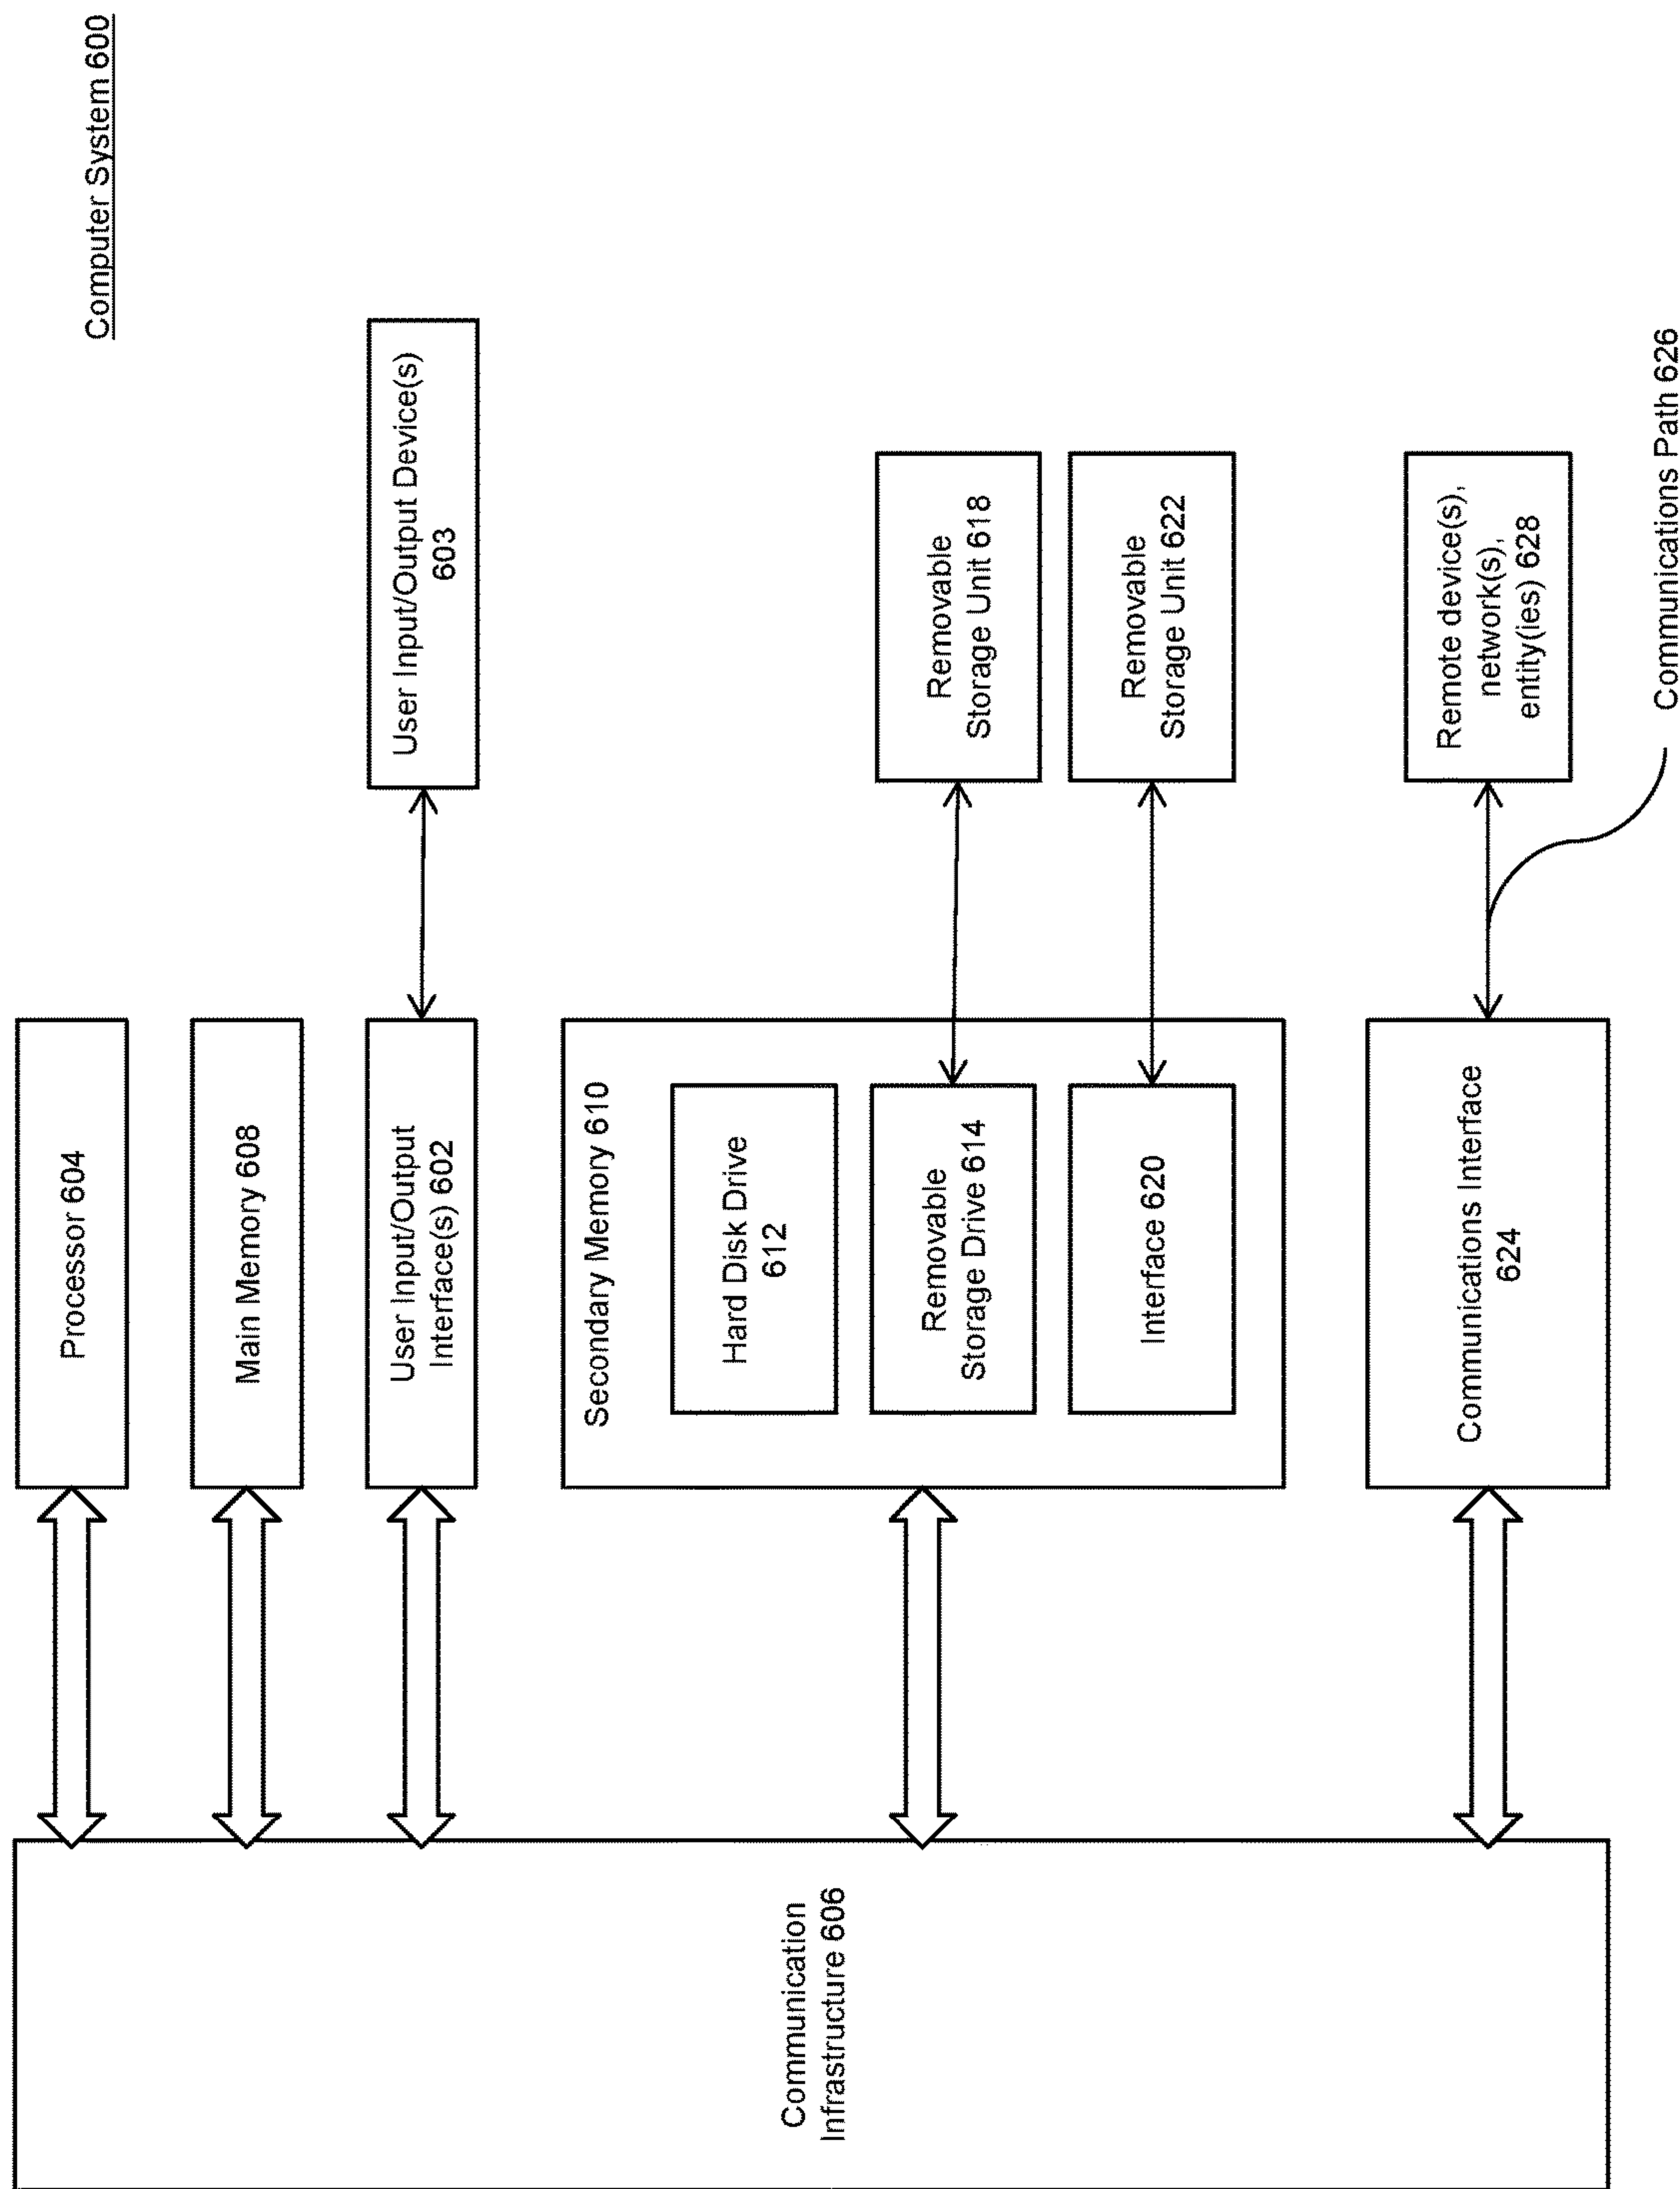 Computer System 600
Processor 604
Main Memory 608
User Input/Output
Interface(s) 602
User Input/Output Device(s)
603
Secondary Memory 610
Hard Disk Drive
612
Removable
Storage Drive 614
Removable
Storage Unit 618
Interface 620
Removable
Storage Unit 622
Communication
Infrastructure 606
Communications Interface
624
Remote device(s),
network(s),
entity(ies) 628
Communications Path 626